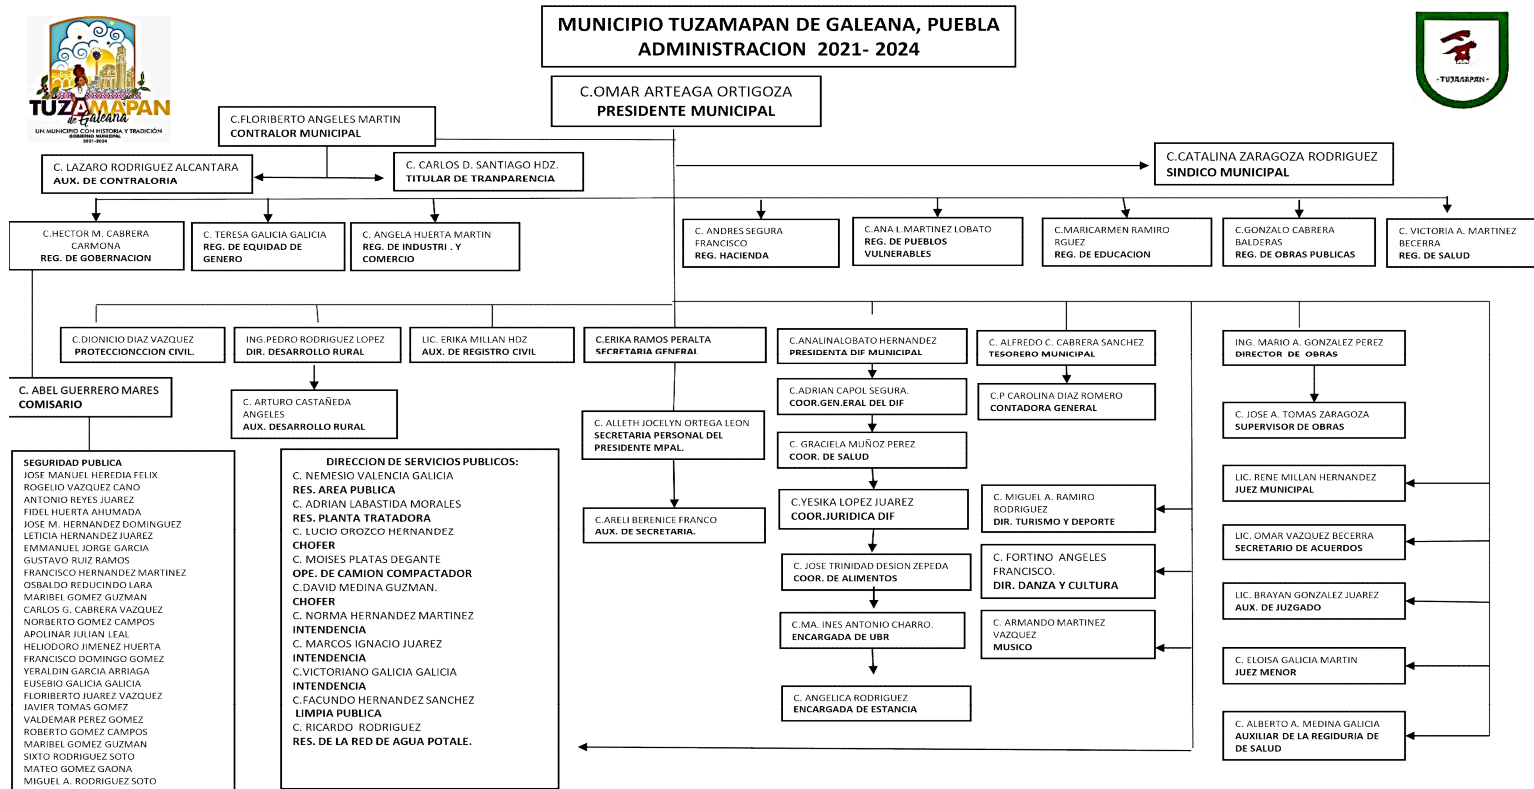 MUNICIPIO TUZAMAPAN DE GALEANA, PUEBLA
ADMINISTRACION 2021- 2024
TUZAMAPAN
de Galeana
UN MUNICIPIO CON HISTORIA Y TRADICIÓN
GOBIERNO MUNICIPAL
2021-2024
- TUZAMAPAN -
C.OMAR ARTEAGA ORTIGOZA
PRESIDENTE MUNICIPAL
C.FLORIBERTO ANGELES MARTIN
CONTRALOR MUNICIPAL
C. LAZARO RODRIGUEZ ALCANTARA
AUX. DE CONTRALORIA
C. CARLOS D. SANTIAGO HDZ.
TITULAR DE TRANPARENCIA
C.CATALINA ZARAGOZA RODRIGUEZ
SINDICO MUNICIPAL
C.HECTOR M. CABRERA
CARMONA
REG. DE GOBERNACION
C. TERESA GALICIA GALICIA
REG. DE EQUIDAD DE
GENERO
C. ANGELA HUERTA MARTIN
REG. DE INDUSTRI . Y
COMERCIO
C. ANDRES SEGURA
FRANCISCO
REG. HACIENDA
C.ANA L.MARTINEZ LOBATO
REG. DE PUEBLOS
VULNERABLES
C.MARICARMEN RAMIRO
RGUEZ
REG. DE EDUCACION
C.GONZALO CABRERA
BALDERAS
REG. DE OBRAS PUBLICAS
C. VICTORIA A. MARTINEZ
BECERRA
REG. DE SALUD
C.DIONICIO DIAZ VAZQUEZ
PROTECCIONCCION CIVIL.
ING.PEDRO RODRIGUEZ LOPEZ
DIR. DESARROLLO RURAL
LIC. ERIKA MILLAN HDZ
AUX. DE REGISTRO CIVIL
C.ERIKA RAMOS PERALTA
SECRETARIA GENERAL
C.ANALINALOBATO HERNANDEZ
PRESIDENTA DIF MUNICIPAL
C. ALFREDO C. CABRERA SANCHEZ
TESORERO MUNICIPAL
ING. MARIO A. GONZALEZ PEREZ
DIRECTOR DE OBRAS
C. ABEL GUERRERO MARES
COMISARIO
C. ARTURO CASTAÑEDA
ANGELES
AUX. DESARROLLO RURAL
C. ALLETH JOCELYN ORTEGA LEON
SECRETARIA PERSONAL DEL
PRESIDENTE MPAL.
C.ARELI BERENICE FRANCO
AUX. DE SECRETARIA.
C.ADRIAN CAPOL SEGURA.
COOR.GEN.ERAL DEL DIF
C. GRACIELA MUÑOZ PEREZ
COOR. DE SALUD
C.YESIKA LOPEZ JUAREZ
COOR.JURIDICA DIF
C. JOSE TRINIDAD DESION ZEPEDA
COOR. DE ALIMENTOS
C.MA. INES ANTONIO CHARRO.
ENCARGADA DE UBR
C. ANGELICA RODRIGUEZ
ENCARGADA DE ESTANCIA
C.P CAROLINA DIAZ ROMERO
CONTADORA GENERAL
C. MIGUEL A. RAMIRO
RODRIGUEZ
DIR. TURISMO Y DEPORTE
C. FORTINO ANGELES
FRANCISCO.
DIR. DANZA Y CULTURA
C. ARMANDO MARTINEZ
VAZQUEZ
MUSICO
C. JOSE A. TOMAS ZARAGOZA
SUPERVISOR DE OBRAS
LIC. RENE MILLAN HERNANDEZ
JUEZ MUNICIPAL
LIC. OMAR VAZQUEZ BECERRA
SECRETARIO DE ACUERDOS
LIC. BRAYAN GONZALEZ JUAREZ
AUX. DE JUZGADO
C. ELOISA GALICIA MARTIN
JUEZ MENOR
C. ALBERTO A. MEDINA GALICIA
AUXILIAR DE LA REGIDURIA DE
DE SALUD
SEGURIDAD PUBLICA
JOSE MANUEL HEREDIA FELIX
ROGELIO VAZQUEZ CANO
ANTONIO REYES JUAREZ
FIDEL HUERTA AHUMADA
JOSE M. HERNANDEZ DOMINGUEZ
LETICIA HERNANDEZ JUAREZ
EMMANUEL JORGE GARCIA
GUSTAVO RUIZ RAMOS
FRANCISCO HERNANDEZ MARTINEZ
OSBALDO REDUCINDO LARA
MARIBEL GOMEZ GUZMAN
CARLOS G. CABRERA VAZQUEZ
NORBERTO GOMEZ CAMPOS
APOLINAR JULIAN LEAL
HELIODORO JIMENEZ HUERTA
FRANCISCO DOMINGO GOMEZ
YERALDIN GARCIA ARRIAGA
EUSEBIO GALICIA GALICIA
FLORIBERTO JUAREZ VAZQUEZ
JAVIER TOMAS GOMEZ
VALDEMAR PEREZ GOMEZ
ROBERTO GOMEZ CAMPOS
MARIBEL GOMEZ GUZMAN
SIXTO RODRIGUEZ SOTO
MATEO GOMEZ GAONA
MIGUEL A. RODRIGUEZ SOTO
DIRECCION DE SERVICIOS PUBLICOS:
C. NEMESIO VALENCIA GALICIA
RES. AREA PUBLICA
C. ADRIAN LABASTIDA MORALES
RES. PLANTA TRATADORA
C. LUCIO OROZCO HERNANDEZ
CHOFER
C. MOISES PLATAS DEGANTE
OPE. DE CAMION COMPACTADOR
C.DAVID MEDINA GUZMAN.
CHOFER
C. NORMA HERNANDEZ MARTINEZ
INTENDENCIA
C. MARCOS IGNACIO JUAREZ
INTENDENCIA
C.VICTORIANO GALICIA GALICIA
INTENDENCIA
C.FACUNDO HERNANDEZ SANCHEZ
LIMPIA PUBLICA
C. RICARDO RODRIGUEZ
RES. DE LA RED DE AGUA POTALE.